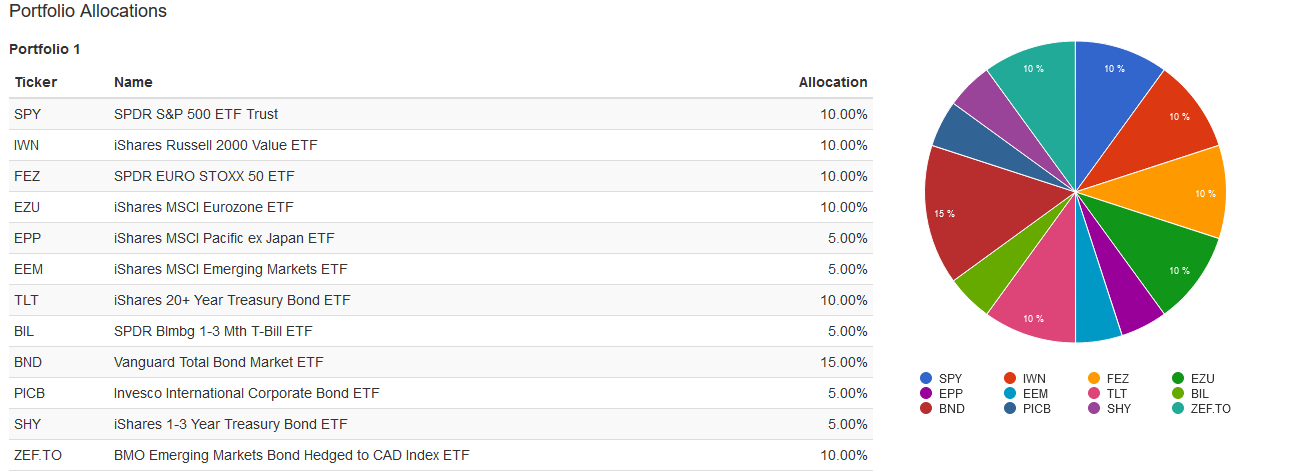 Portfolio Allocations
Portfolio 1
Ticker Name Allocation
SPY SPDR S&P 500 ETF Trust 10.00%
IWN iShares Russell 2000 Value ETF 10.00%
FEZ SPDR EURO STOXX 50 ETF 10.00%
EZU iShares MSCI Eurozone ETF 10.00%
EPP iShares MSCI Pacific ex Japan ETF 5.00%
EEM iShares MSCI Emerging Markets ETF 5.00%
TLT iShares 20+ Year Treasury Bond ETF 10.00%
BIL SPDR Blmbg 1-3 Mth T-Bill ETF 5.00%
BND Vanguard Total Bond Market ETF 15.00%
PICB Invesco International Corporate Bond ETF 5.00%
SHY iShares 1-3 Year Treasury Bond ETF 5.00%
ZEF.TO BMO Emerging Markets Bond Hedged to CAD Index ETF 10.00%
10 % 10 %
10 %
10 %
15 %
10 %
10 %
SPY IWN FEZ EZU
EPP EEM TLT BIL
BND PICB SHY ZEF.TO